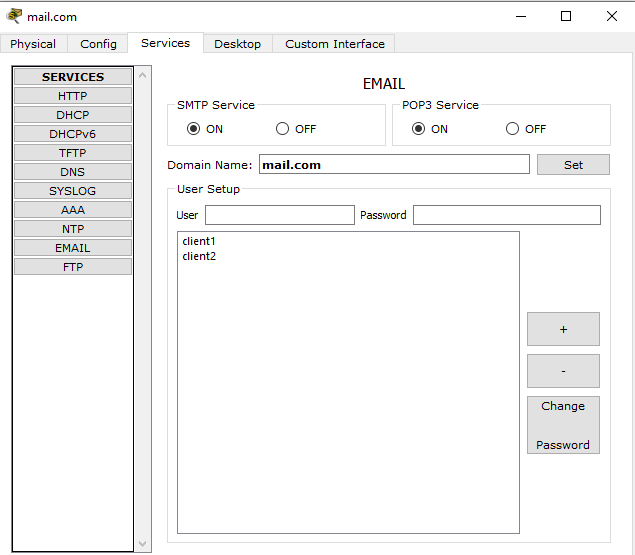 mail.com
Physical Config Services Desktop Custom Interface
SERVICES
HTTP
DHCP
DHCPv6
TFTP
DNS
SYSLOG
AAA
NTP
EMAIL
FTP
EMAIL
SMTP Service
ON OFF
POP3 Service
ON OFF
Domain Name: mail.com Set
User Setup
User Password
client1
client2
+
-
Change
Password